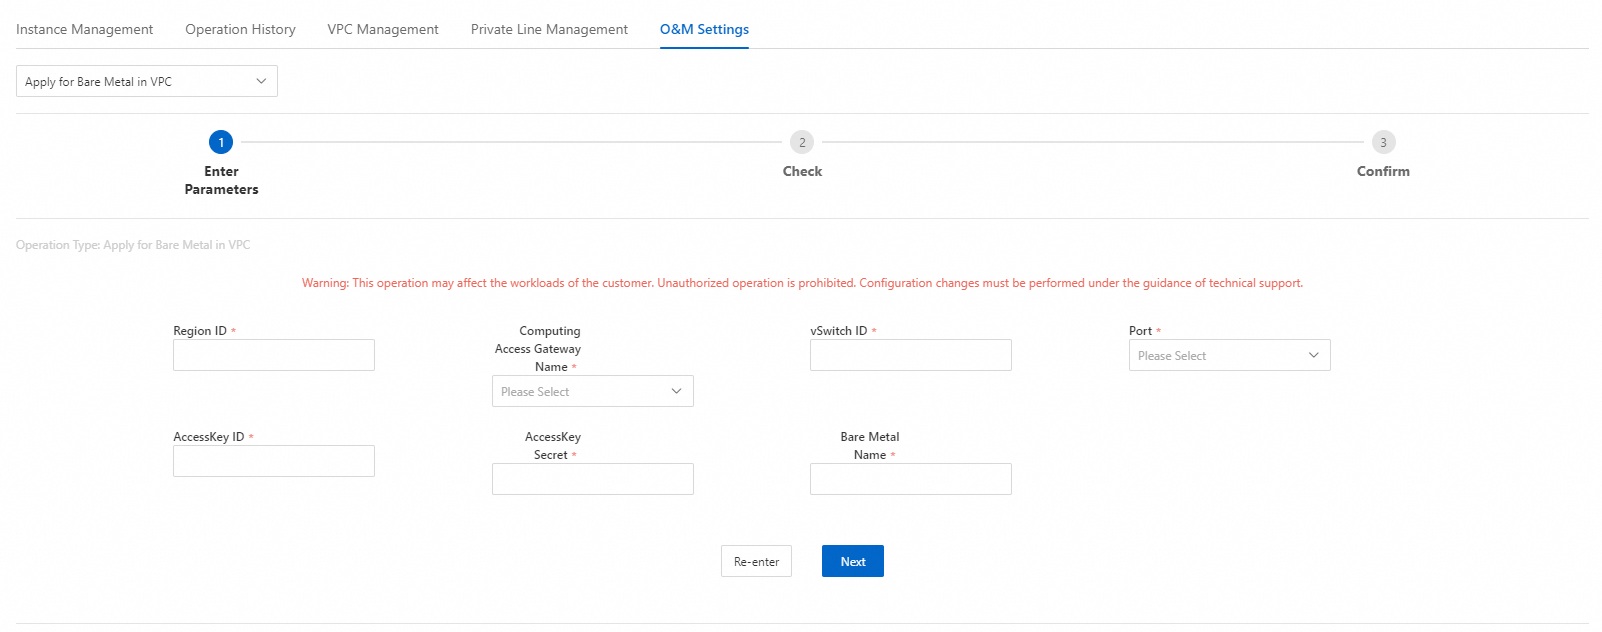 Instance Management Operation History VPC Management Private Line Management O&M Settings
Apply for Bare Metal in VPC
1 2 3
Enter Parameters
Check
Confirm
Operation Type: Apply for Bare Metal in VPC
Warning: This operation may affect the workloads of the customer. Unauthorized operation is prohibited. Configuration changes must be performed under the guidance of technical support.
Region ID *
Computing
Access Gateway
Name *
Please Select
vSwitch ID *
Port *
Please Select
AccessKey ID *
AccessKey
Secret *
Bare Metal
Name *
Re-enter Next